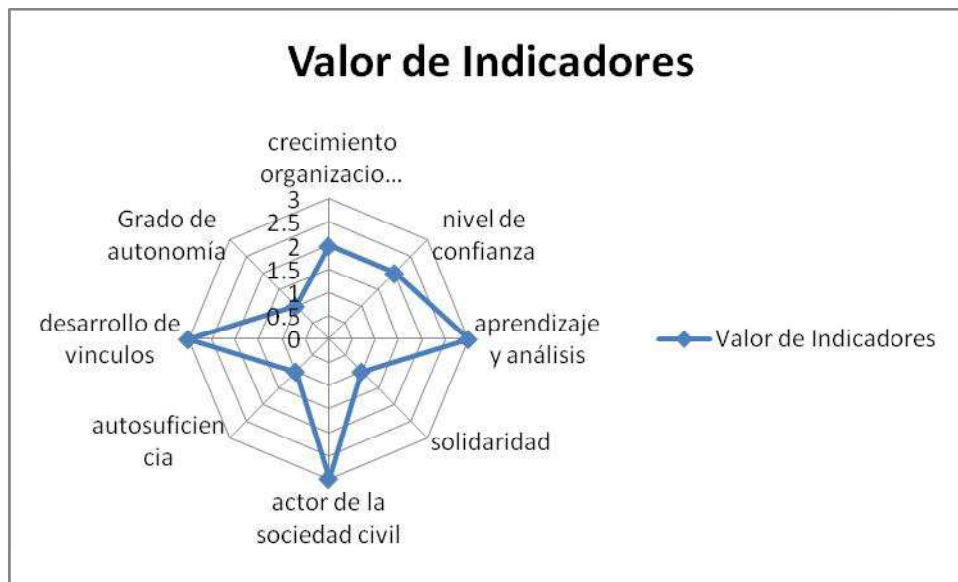 Valor de Indicadores
crecimiento
organizacio...
3
2.5
2
1.5
1
0.5
0
nivel de
confianza
aprendizaje
y análisis
solidaridad
actor de la
sociedad civil
autosuficien
cia
desarrollo de
vinculos
Grado de
autonomía
Valor de Indicadores